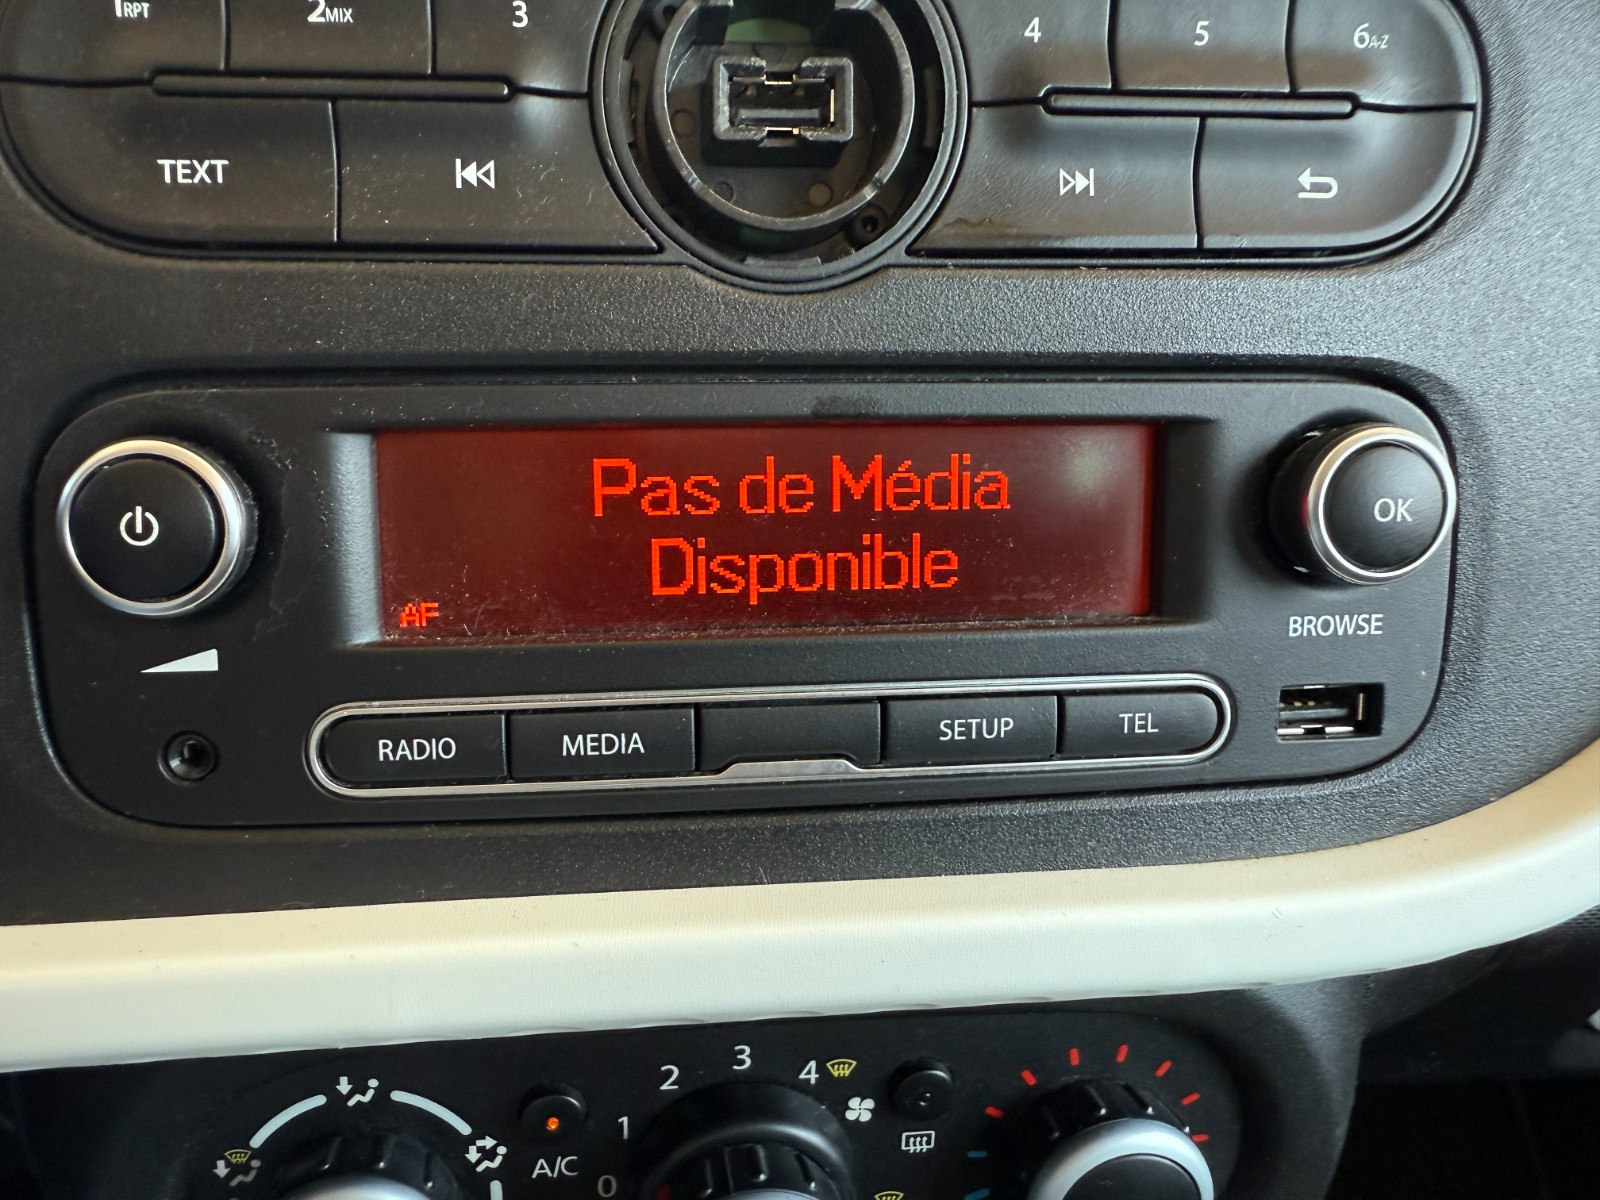 1RPT
2MIX
3
4
5
6A-Z
TEXT
Pas de Média
Disponible
AF
OK
BROWSE
RADIO
MEDIA
SETUP
TEL
0
1
2
3
4
A/C